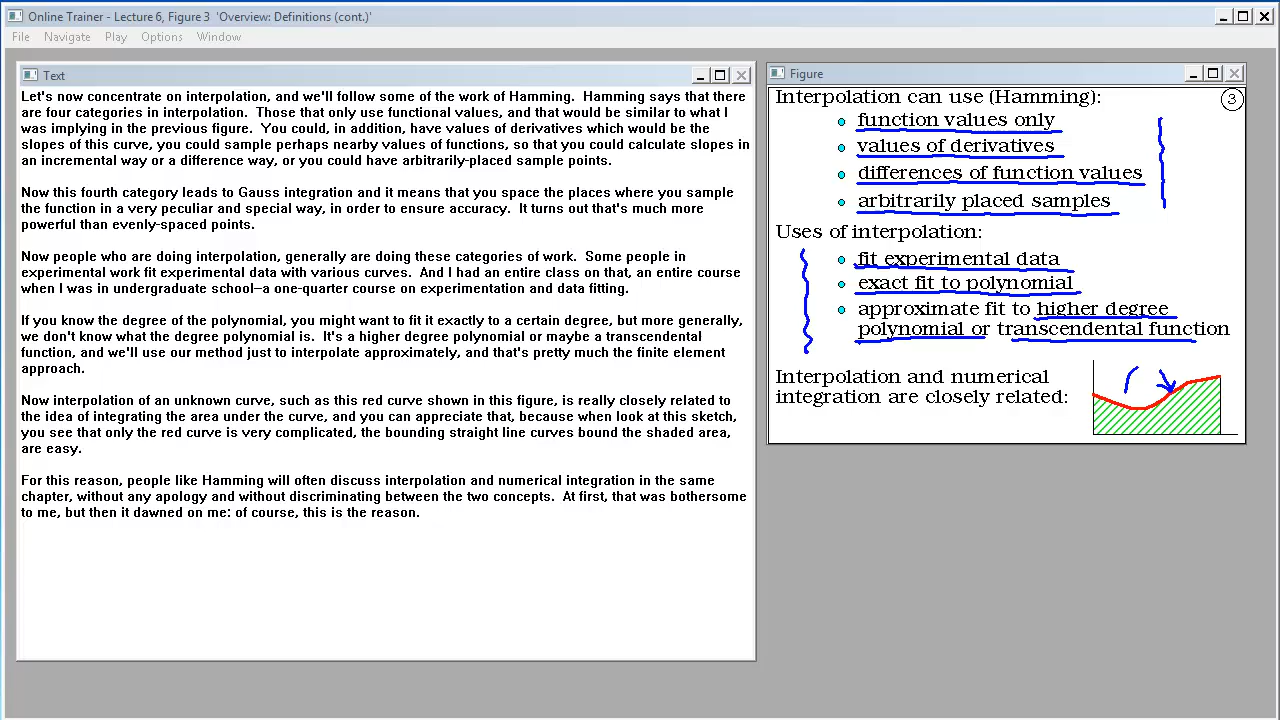 Online Trainer - Lecture 6, Figure 3 'Overview: Definitions (cont.)'
File Navigate Play Options Window
Text
Let's now concentrate on interpolation, and we'll follow some of the work of Hamming. Hamming says that there
are four categories in interpolation. Those that only use functional values, and that would be similar to what I
was implying in the previous figure. You could, in addition, have values of derivatives which would be the
slopes of this curve, you could sample perhaps nearby values of functions, so that you could calculate slopes in
an incremental way or a difference way, or you could have arbitrarily-placed sample points.
Now this fourth category leads to Gauss integration and it means that you space the places where you sample
the function in a very peculiar and special way, in order to ensure accuracy. It turns out that's much more
powerful than evenly-spaced points.
Now people who are doing interpolation, generally are doing these categories of work. Some people in
experimental work fit experimental data with various curves. And I had an entire class on that, an entire course
when I was in undergraduate school–a one-quarter course on experimentation and data fitting.
If you know the degree of the polynomial, you might want to fit it exactly to a certain degree, but more generally,
we don't know what the degree polynomial is. It's a higher degree polynomial or maybe a transcendental
function, and we'll use our method just to interpolate approximately, and that's pretty much the finite element
approach.
Now interpolation of an unknown curve, such as this red curve shown in this figure, is really closely related to
the idea of integrating the area under the curve, and you can appreciate that, because when look at this sketch,
you see that only the red curve is very complicated, the bounding straight line curves bound the shaded area,
are easy.
For this reason, people like Hamming will often discuss interpolation and numerical integration in the same
chapter, without any apology and without discriminating between the two concepts. At first, that was bothersome
to me, but then it dawned on me: of course, this is the reason.
Figure
Interpolation can use (Hamming):
3
function values only
values of derivatives
differences of function values
arbitrarily placed samples
Uses of interpolation:
fit experimental data
exact fit to polynomial
approximate fit to higher degree
polynomial or transcendental function
Interpolation and numerical
integration are closely related: